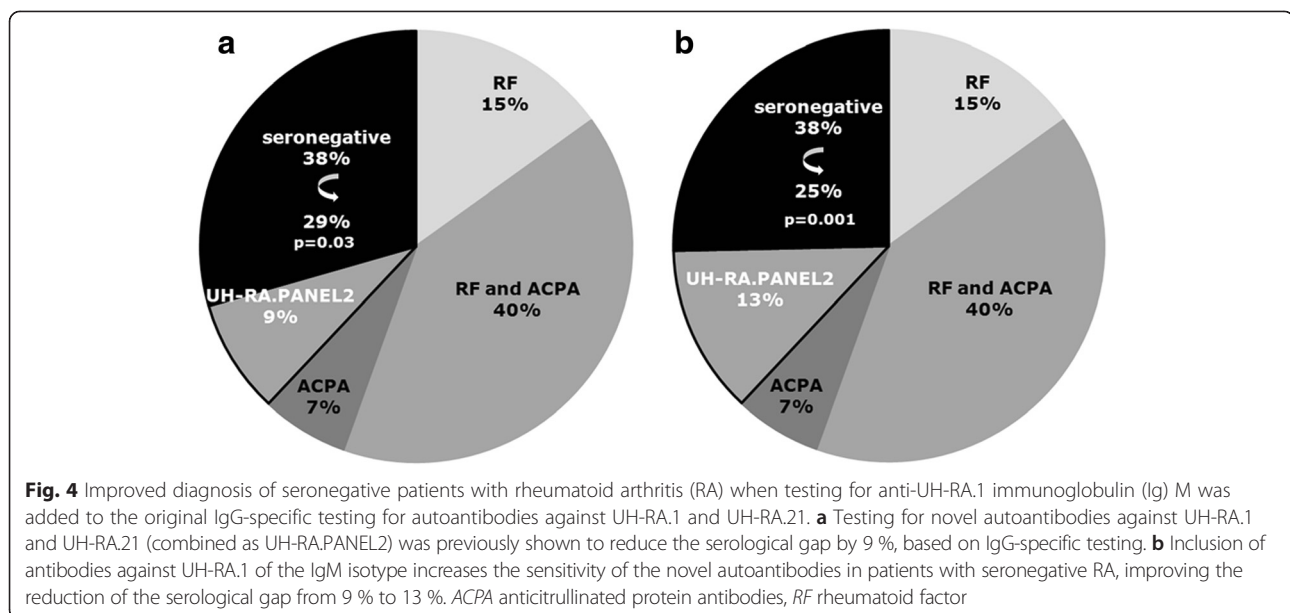 a
RF
15%
seronegative
38%
29%
p=0.03
UH-RA.PANEL2
9%
RF and ACPA
40%
ACPA
7%
b
RF
15%
seronegative
38%
25%
p=0.001
UH-RA.PANEL2
13%
RF and ACPA
40%
ACPA
7%
Fig. 4 Improved diagnosis of seronegative patients with rheumatoid arthritis (RA) when testing for anti-UH-RA.1 immunoglobulin (Ig) M was
added to the original IgG-specific testing for autoantibodies against UH-RA.1 and UH-RA.21. a Testing for novel autoantibodies against UH-RA.1
and UH-RA.21 (combined as UH-RA.PANEL2) was previously shown to reduce the serological gap by 9 %, based on IgG-specific testing. b Inclusion of
antibodies against UH-RA.1 of the IgM isotype increases the sensitivity of the novel autoantibodies in patients with seronegative RA, improving the
reduction of the serological gap from 9 % to 13 %. ACPA anticitrullinated protein antibodies, RF rheumatoid factor